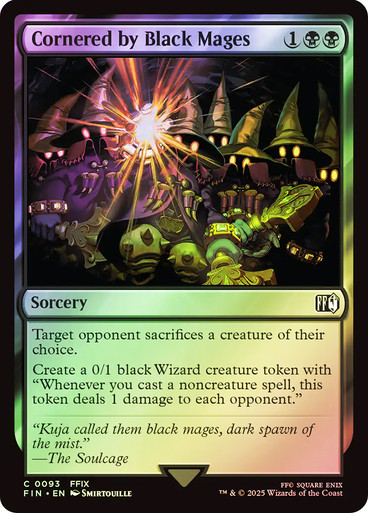 Cornered by Black Mages 1
Sorcery
Target opponent sacrifices a creature of their
choice.
Create a 0/1 black Wizard creature token with
“Whenever you cast a noncreature spell, this
token deals 1 damage to each opponent.”
“Kuja called them black mages, dark spawn of
the mist.”
—The Soulcage
C 0093 FFIX
FIN • EN Smirtouille
FF© SQUARE ENIX
™ & © 2025 Wizards of the Coast